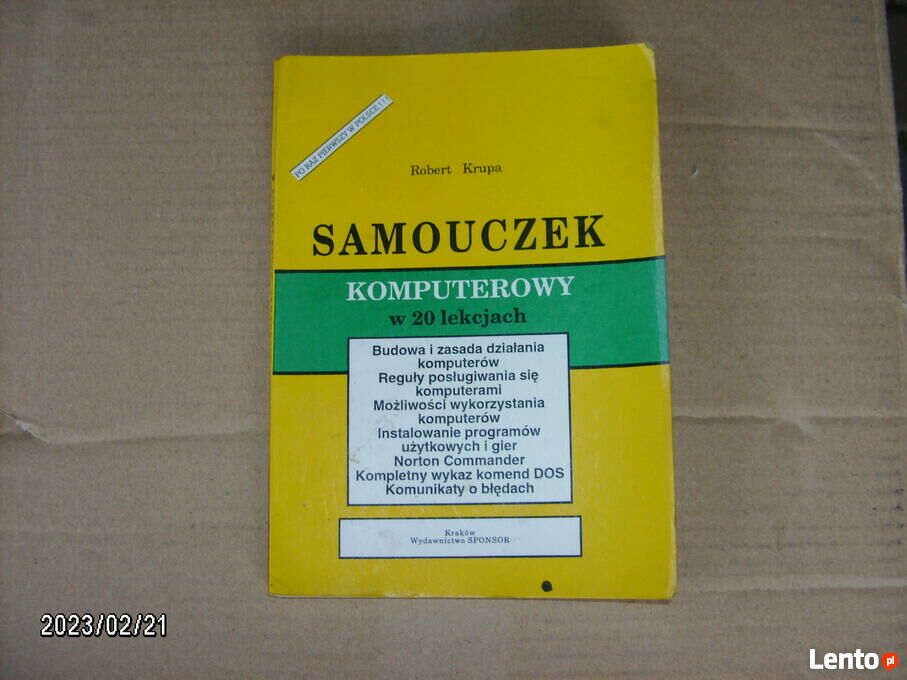 PO RAZ PIERWSZY W POLSCE !!!
Robert Krupa
SAMOUCZEK
KOMPUTEROWY
w 20 lekcjach
Budowa i zasada działania
komputerów
Reguły posługiwania się
komputerami
Możliwości wykorzystania
komputerów
Instalowanie programów
użytkowych i gier
Norton Commander
Kompletny wykaz komend DOS
Komunikaty o błędach
Kraków
Wydawnictwo SPONSOR
2023/02/21
Lento.pl